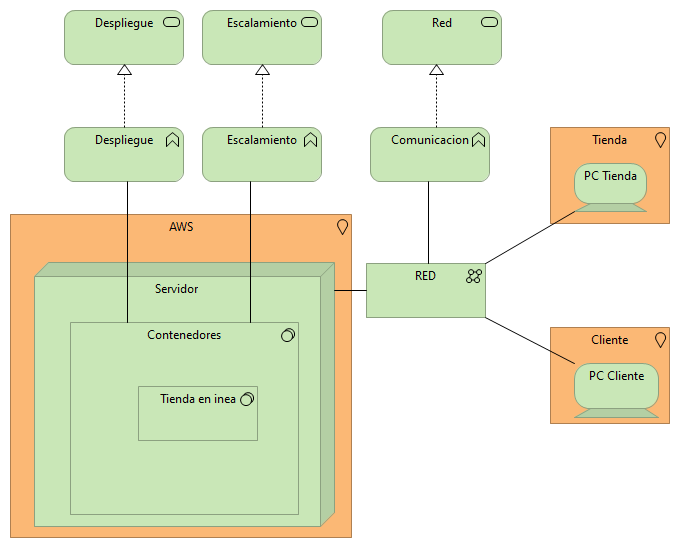 Despliegue
Escalamiento
Red
Despliegue
Escalamiento
Comunicacion
Tienda
PC Tienda
AWS
RED
Servidor
Contenedores
Cliente
PC Cliente
Tienda en inea